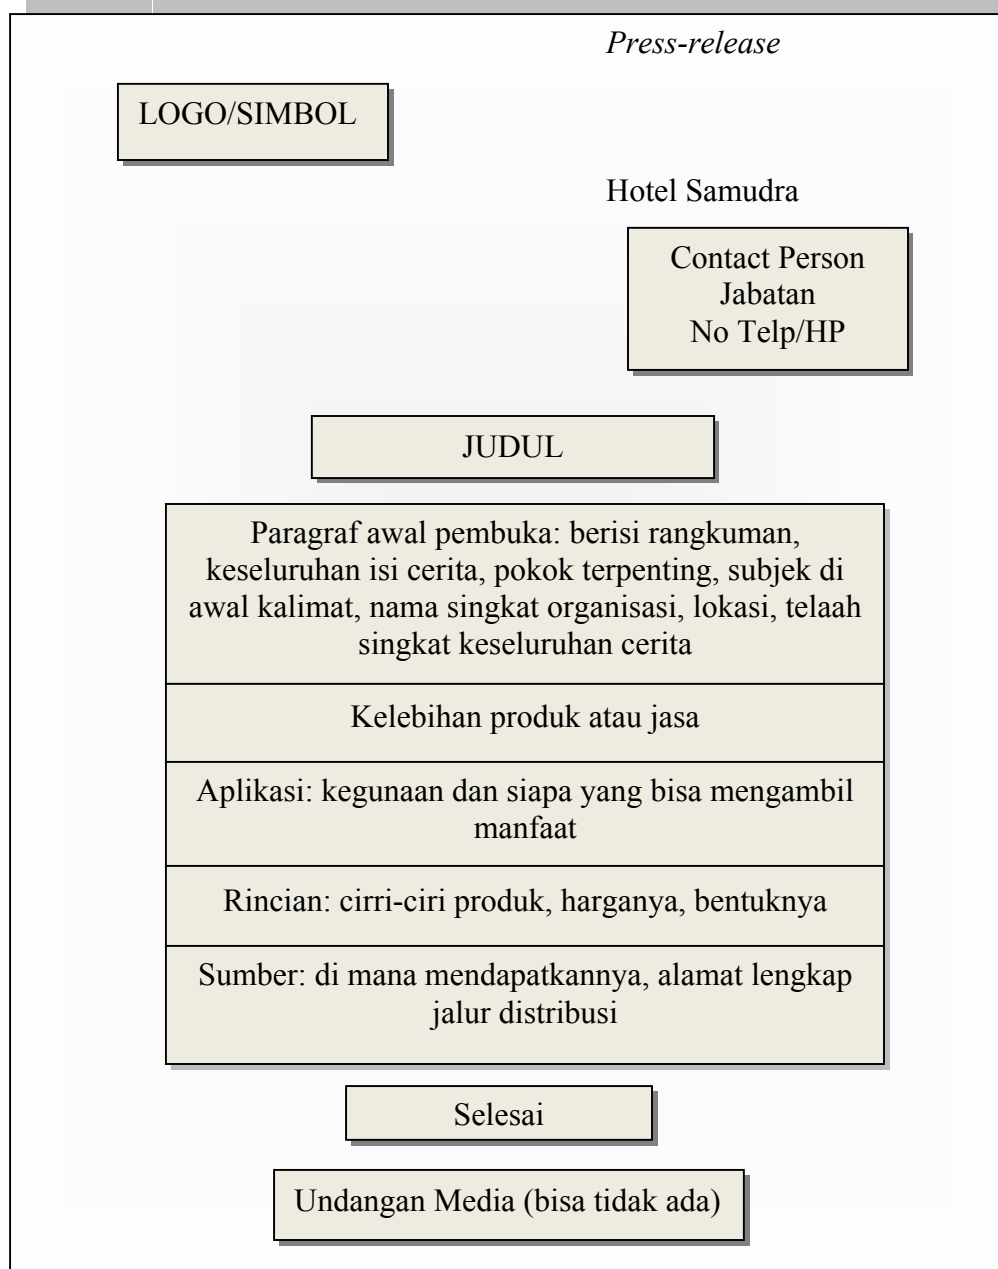 Press-release
LOGO/SIMBOL
Hotel Samudra
Contact Person
Jabatan
No Telp/HP
JUDUL
Paragraf awal pembuka: berisi rangkuman,
keseluruhan isi cerita, pokok terpenting, subjek di
awal kalimat, nama singkat organisasi, lokasi, telaah
singkat keseluruhan cerita
Kelebihan produk atau jasa
Aplikasi: kegunaan dan siapa yang bisa mengambil
manfaat
Rincian: cirri-ciri produk, harganya, bentuknya
Sumber: di mana mendapatkannya, alamat lengkap
jalur distribusi
Selesai
Undangan Media (bisa tidak ada)